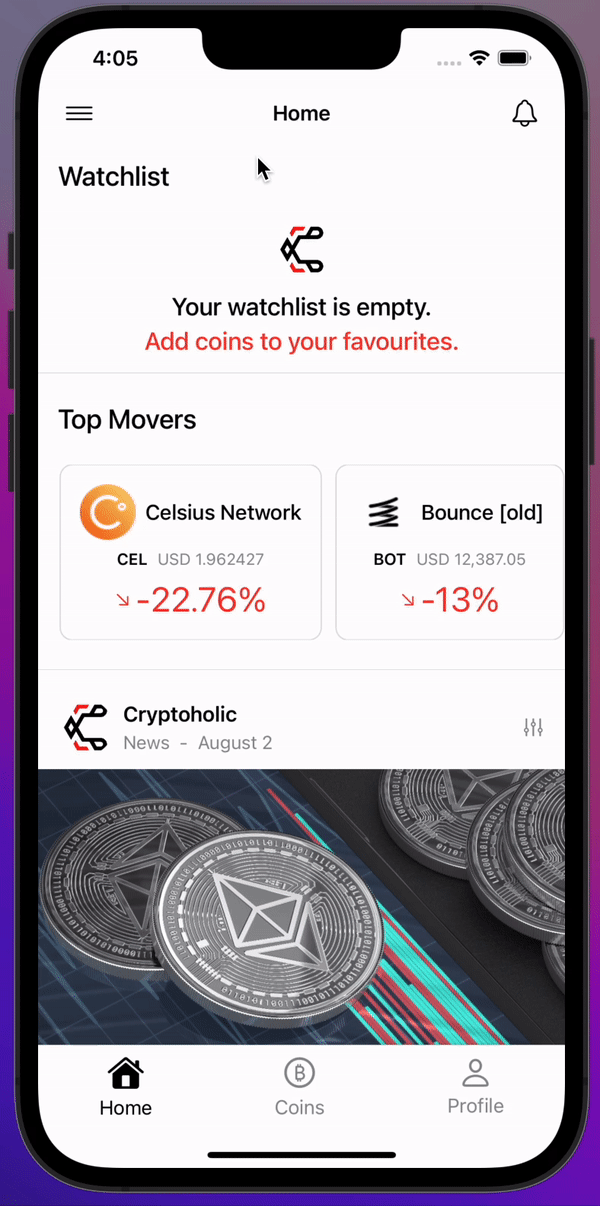 4:05
Home
Watchlist
Your watchlist is empty.
Add coins to your favourites.
Top Movers
Celsius Network
CEL USD 1.962427
-22.76%
Bounce [old]
BOT USD 12,387.05
-13%
Cryptoholic
News - August 2
Home
Coins
Profile